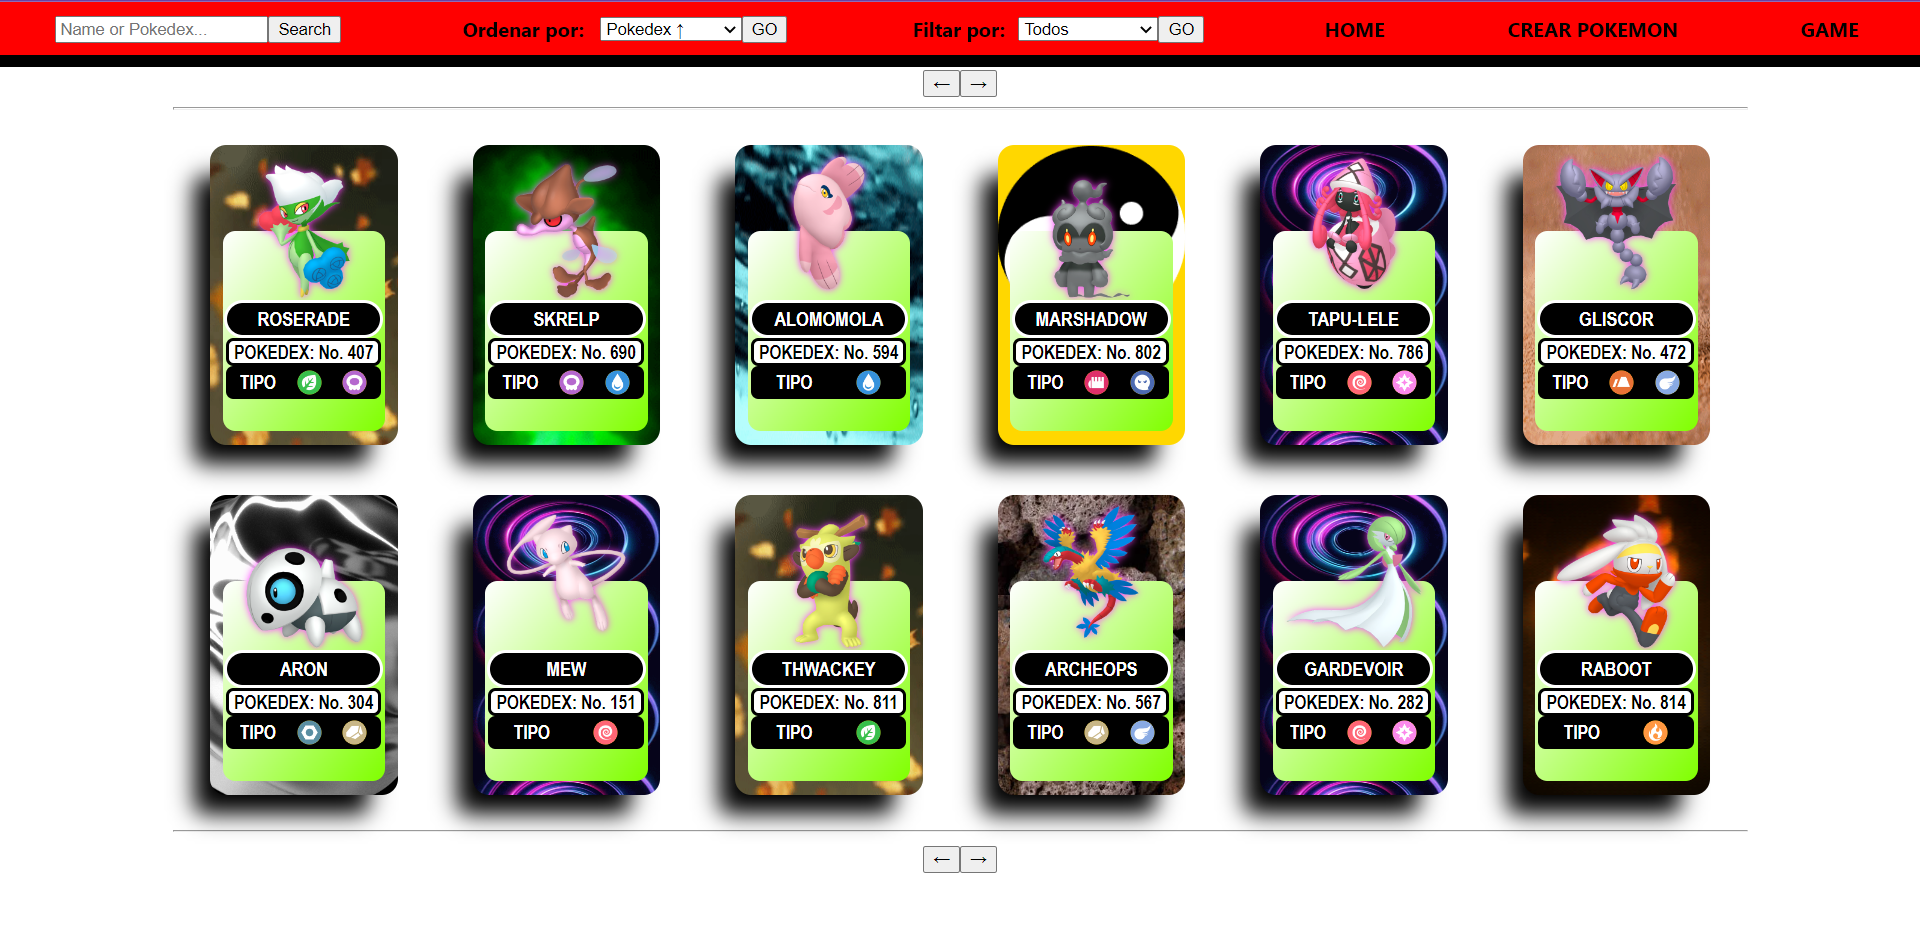 Name or Pokedex... Search Ordenar por: Pokedex ↑ GO Filtar por: Todos GO HOME CREAR POKEMON GAME
← →
ROSERADE
POKEDEX: No. 407
TIPO
SKRELP
POKEDEX: No. 690
TIPO
ALOMOMOLA
POKEDEX: No. 594
TIPO
MARSHADOW
POKEDEX: No. 802
TIPO
TAPU-LELE
POKEDEX: No. 786
TIPO
GLISCOR
POKEDEX: No. 472
TIPO
ARON
POKEDEX: No. 304
TIPO
MEW
POKEDEX: No. 151
TIPO
THWACKEY
POKEDEX: No. 811
TIPO
ARCHEOPS
POKEDEX: No. 567
TIPO
GARDEVOIR
POKEDEX: No. 282
TIPO
RABOOT
POKEDEX: No. 814
TIPO
← →